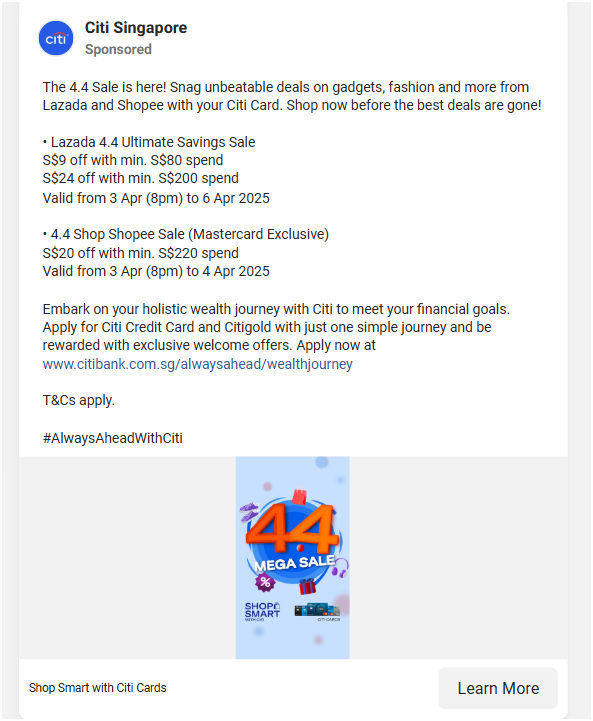 citi
Citi Singapore
Sponsored
The 4.4 Sale is here! Snag unbeatable deals on gadgets, fashion and more from
Lazada and Shopee with your Citi Card. Shop now before the best deals are gone!
• Lazada 4.4 Ultimate Savings Sale
S$9 off with min. S$80 spend
S$24 off with min. S$200 spend
Valid from 3 Apr (8pm) to 6 Apr 2025
• 4.4 Shop Shopee Sale (Mastercard Exclusive)
S$20 off with min. S$220 spend
Valid from 3 Apr (8pm) to 4 Apr 2025
Embark on your holistic wealth journey with Citi to meet your financial goals.
Apply for Citi Credit Card and Citigold with just one simple journey and be
rewarded with exclusive welcome offers. Apply now at
www.citibank.com.sg/alwaysahead/wealthjourney
T&Cs apply.
#AlwaysAheadWithCiti
4.4
MEGA SALE
%
SHOP
SMART
WITH CITI
CITI CARDS
Shop Smart with Citi Cards
Learn More